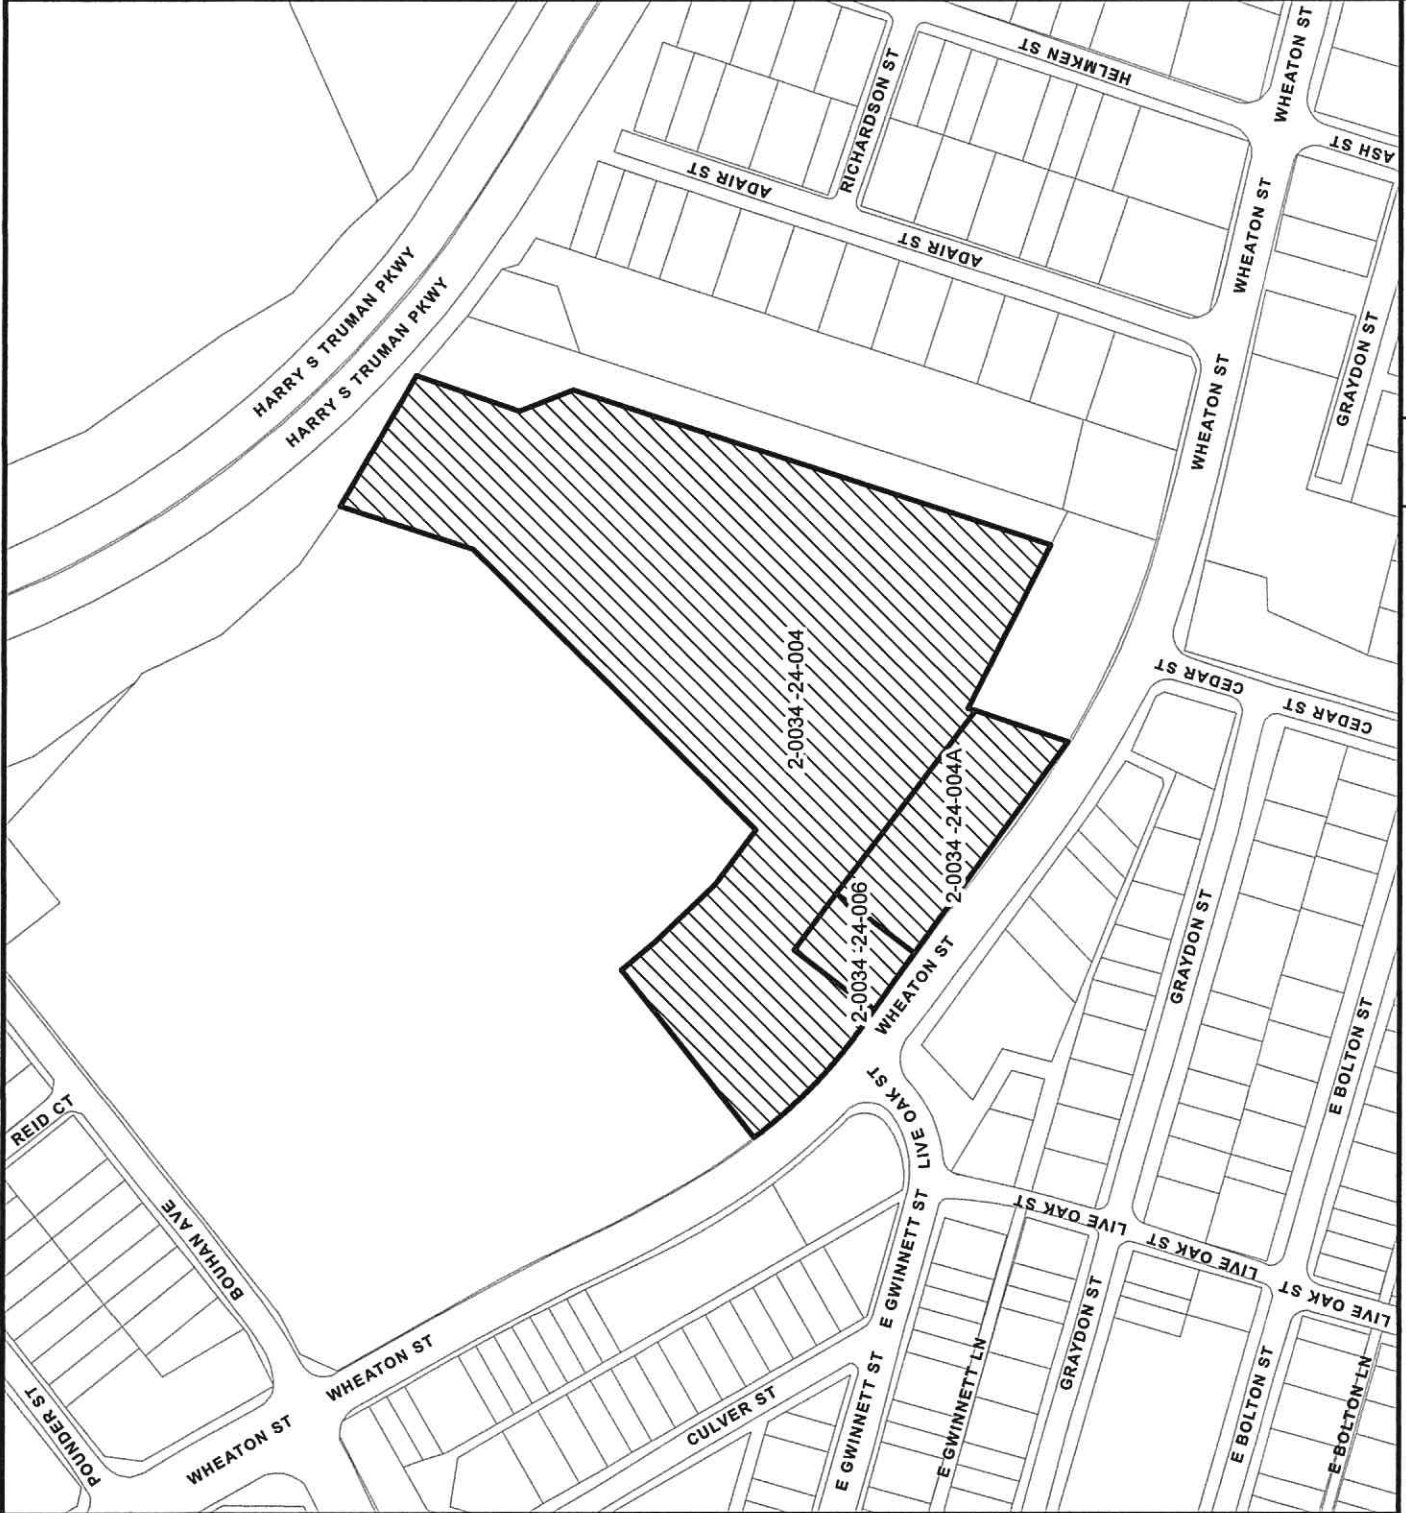 WHEATON ST
HELMKEN ST
RICHARDSON ST
ASH ST
ADAIR ST
WHEATON ST
ADAIR ST
HARRY S TRUMAN PKWY
HARRY S TRUMAN PKWY
GRAYDON ST
WHEATON ST
2-0034 -24-004
CEDAR ST
CEDAR ST
2-0034 -24-004A
2-0034 -24-006
GRAYDON ST
WHEATON ST
E BOLTON ST
LIVE OAK ST
REID CT
LIVE OAK ST
BOUHAN AVE
E GWINNETT ST
LIVE OAK ST
LIVE OAK ST
LIVE OAK ST
WHEATON ST
GRAYDON ST
CULVER ST
E GWINNETT ST
E GWINNETT LN
E BOLTON ST
E BOLTON LN
POUNDER ST
WHEATON ST